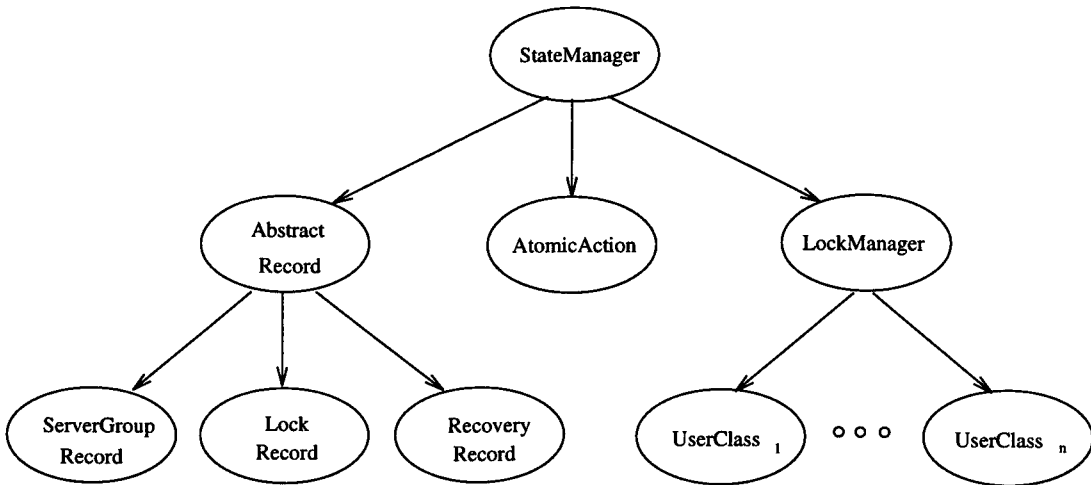 StateManager
Abstract
Record
AtomicAction
LockManager
ServerGroup
Record
Lock
Record
Recovery
Record
UserClass 1
UserClass n